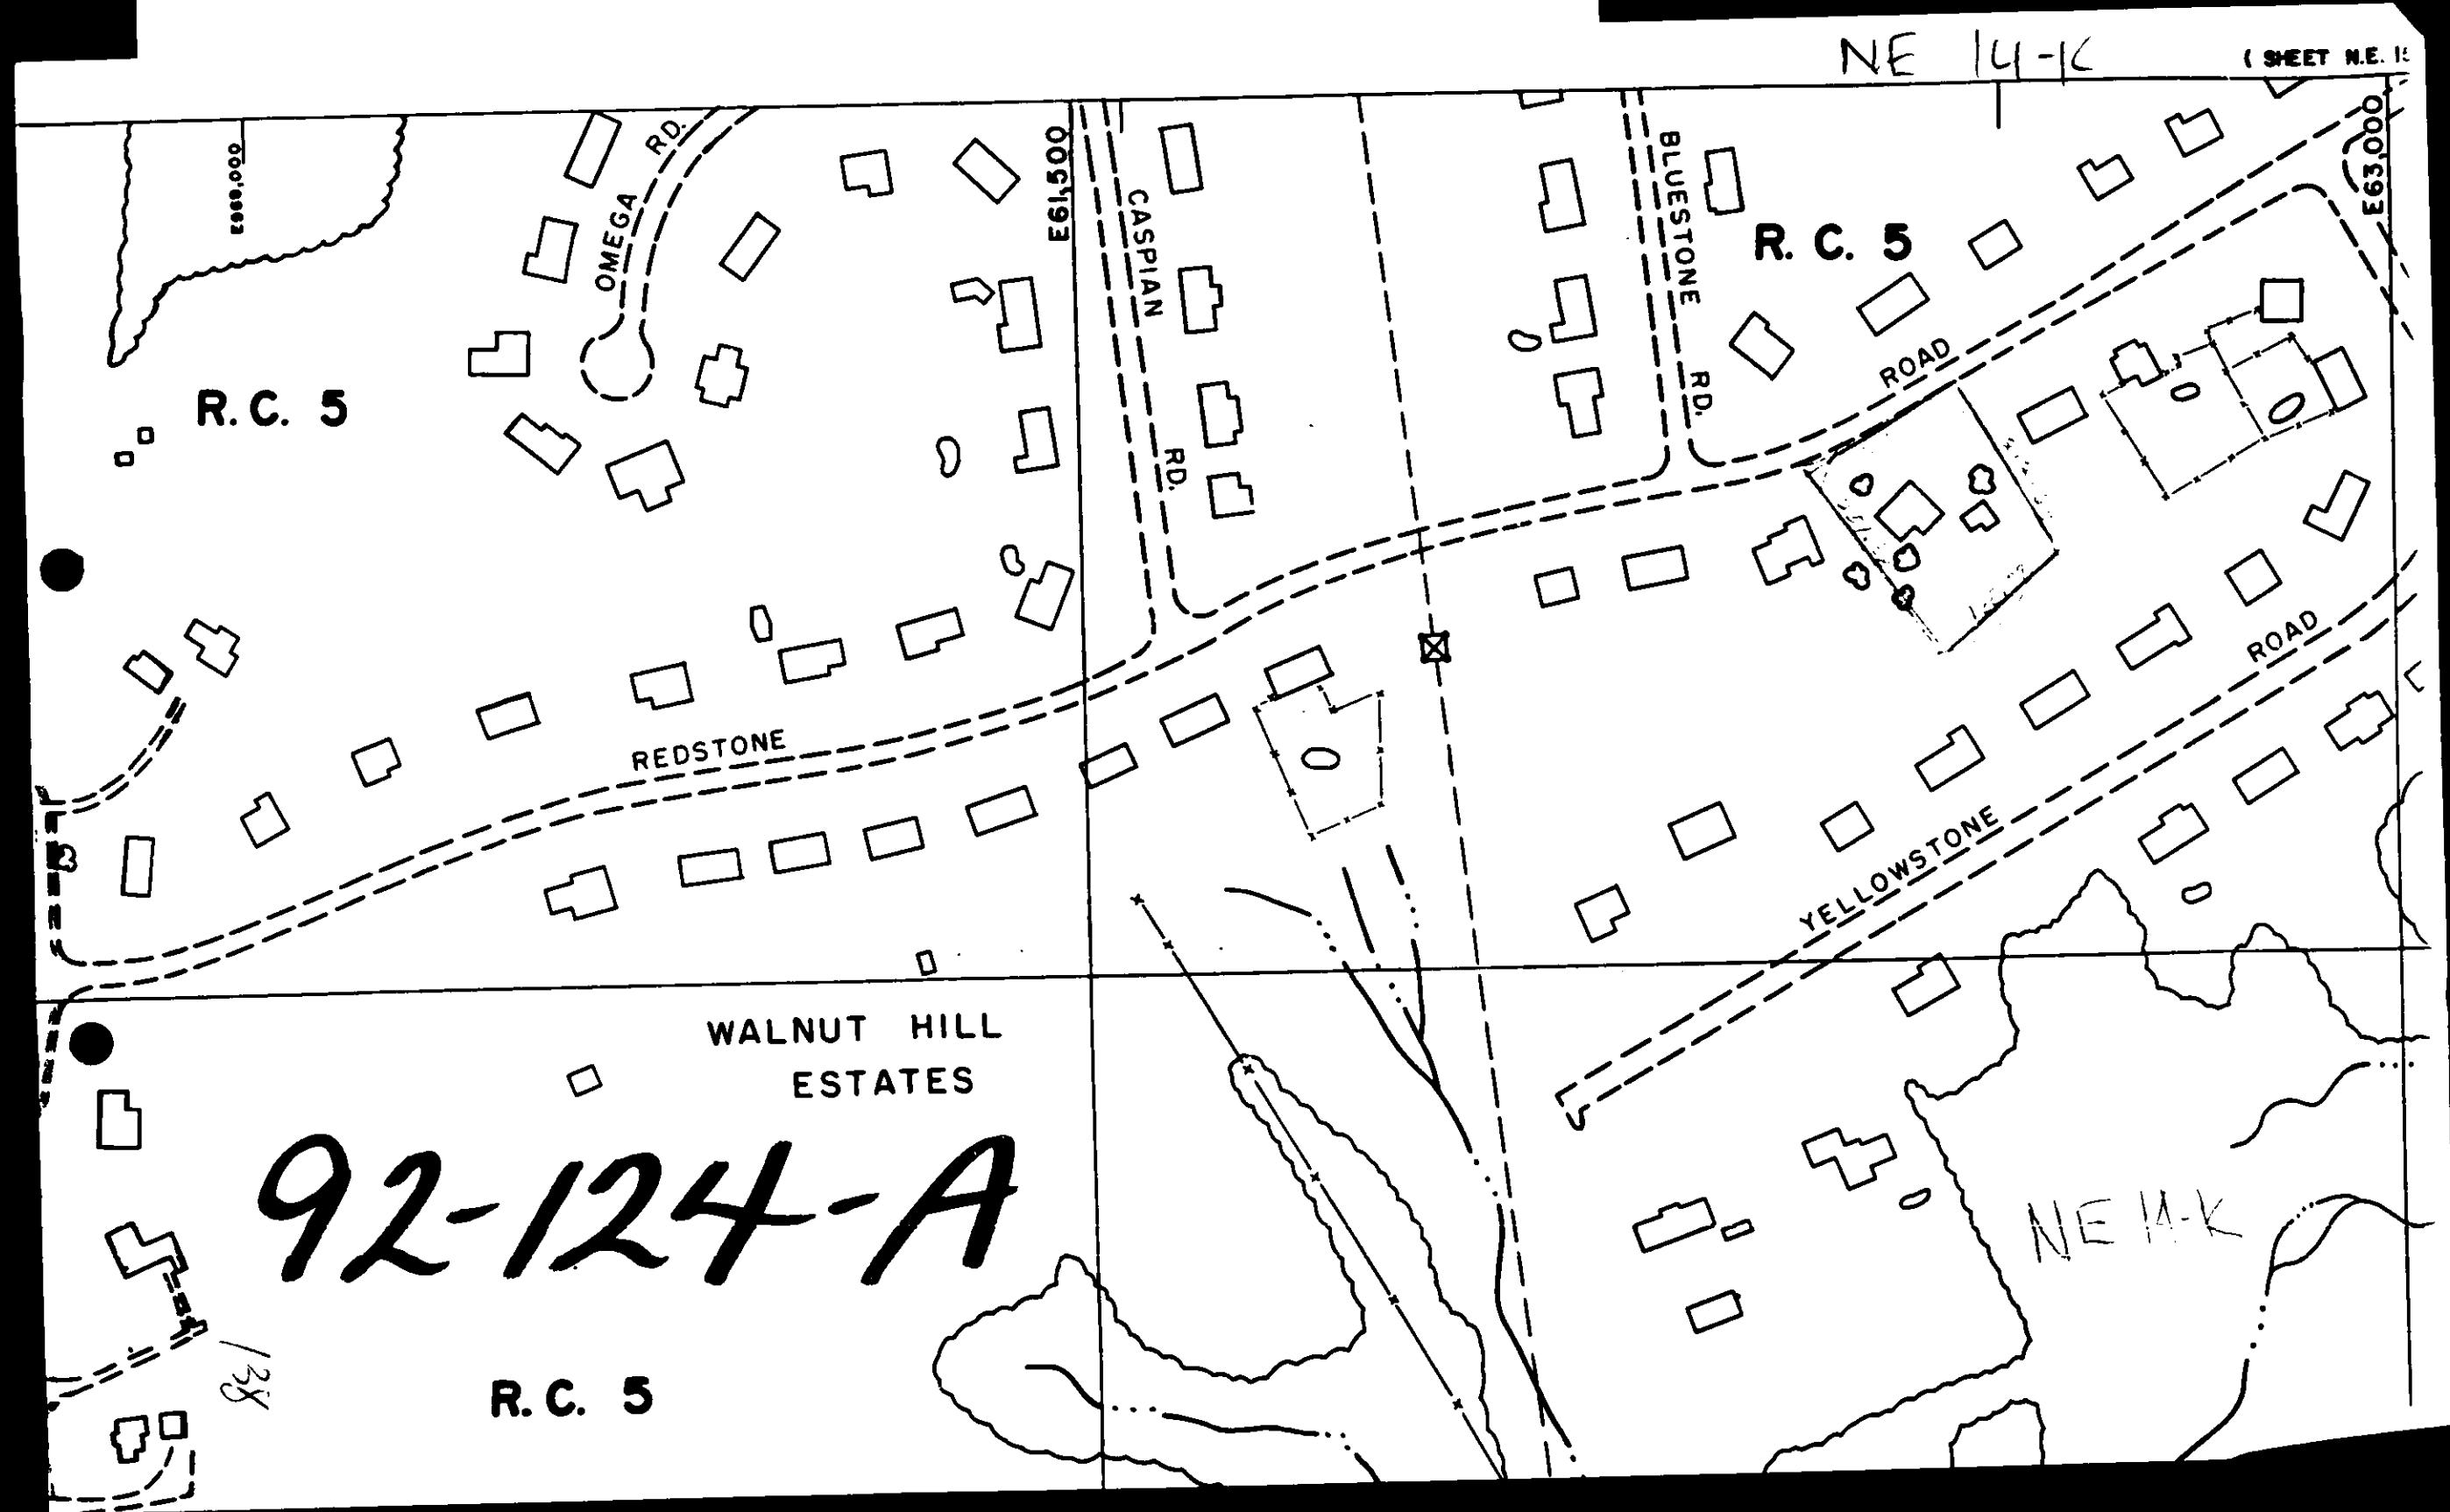 NE 14-K
( SHEET N.E. 15
E63,000
E61,500
OMEGA RD.
CASPIAN RD.
BLUESTONE RD.
R. C. 5
R. C. 5
ROAD
REDSTONE
ROAD
YELLOWSTONE
WALNUT HILL
ESTATES
92-124-A
NE 14-K
R. C. 5